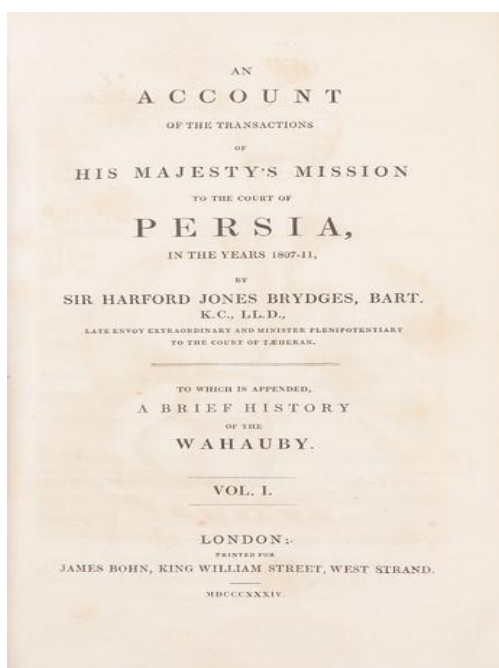 AN
ACCOUNT
OF THE TRANSACTIONS
OF
HIS MAJESTY'S MISSION
TO THE COURT OF
PERSIA,
IN THE YEARS 1807-11,
BY
SIR HARFORD JONES BRYDGES, BART.
K.C., LL.D.,
LATE ENVOY EXTRAORDINARY AND MINISTER PLENIPOTENTIARY
TO THE COURT OF TÆHERAN.
TO WHICH IS APPENDED,
A BRIEF HISTORY
OF THE
WAHAUBY.
VOL. I.
LONDON:
PRINTED FOR
JAMES BOHN, KING WILLIAM STREET, WEST STRAND.
MDCCCXXXIV.